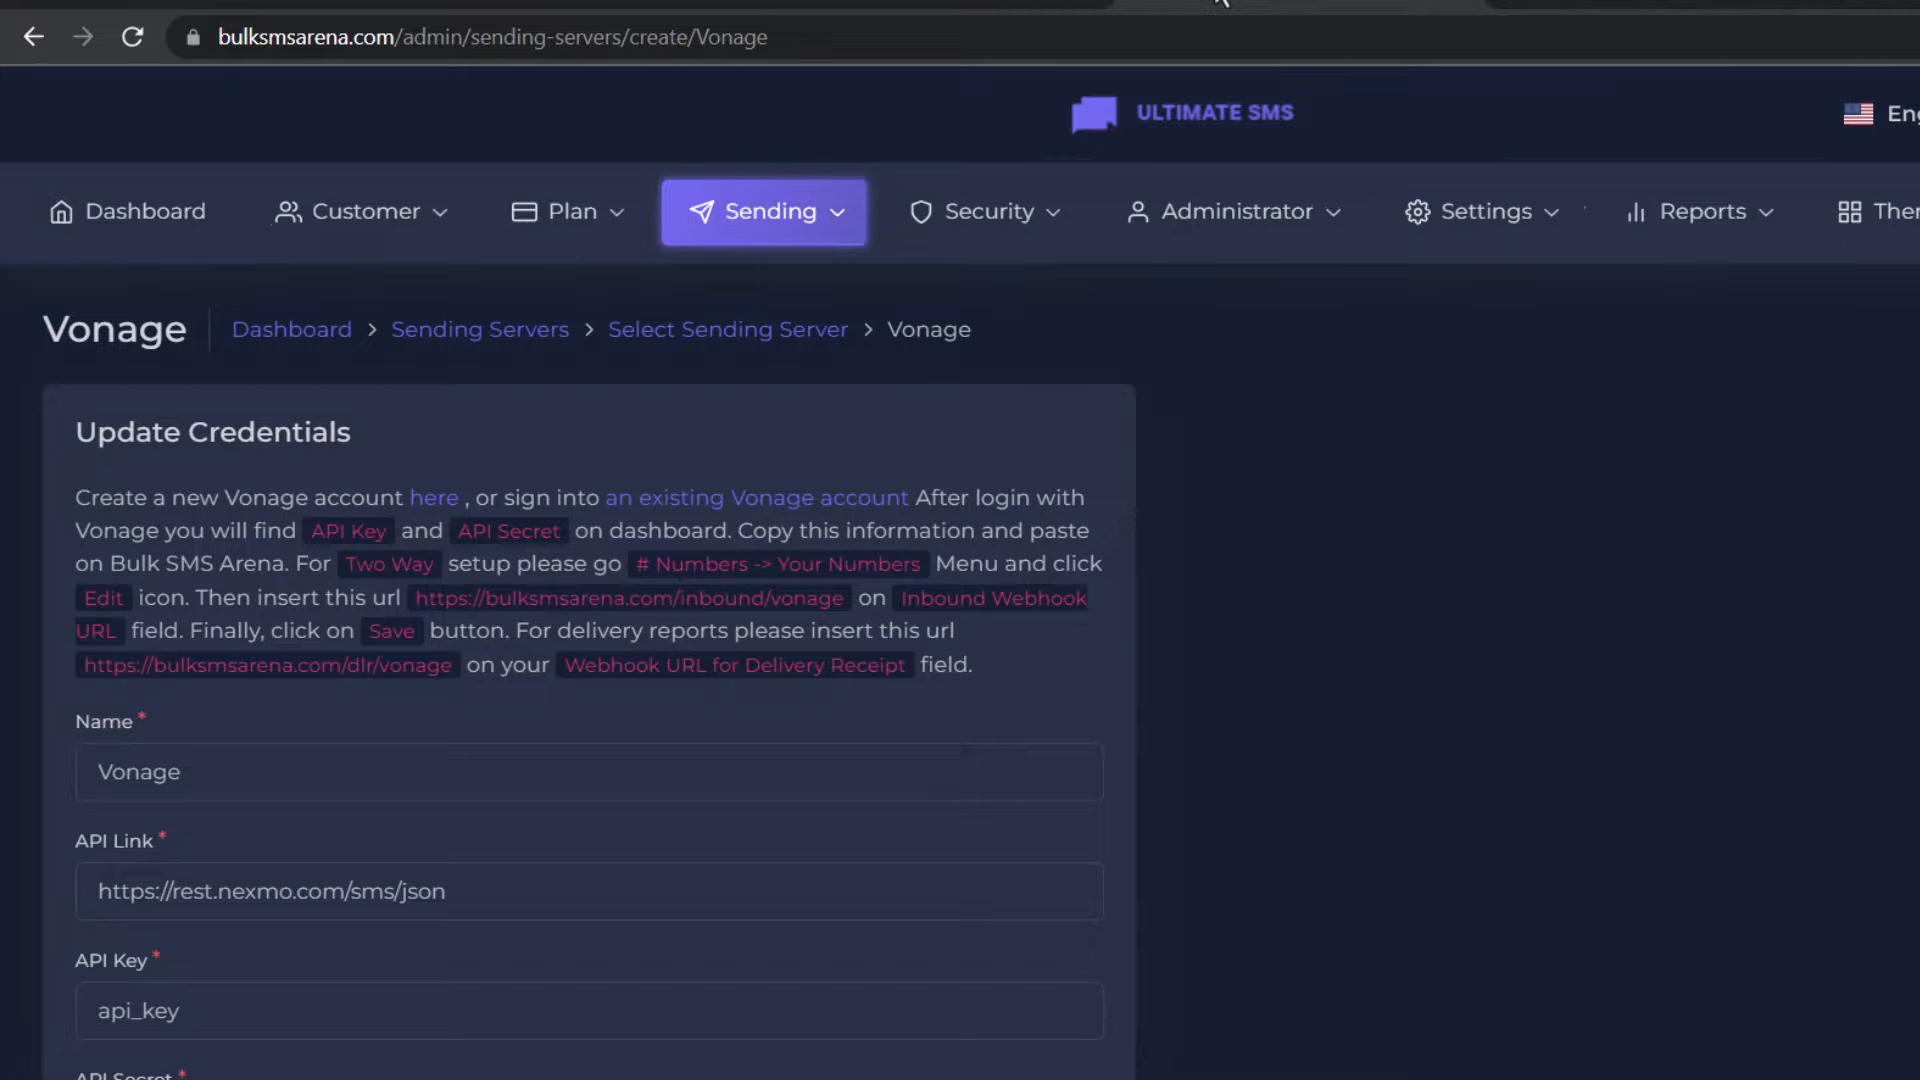 bulksmsarena.com/admin/sending-servers/create/Vonage
ULTIMATE SMS
Dashboard
Customer
Plan
Sending
Security
Administrator
Settings
Reports
Vonage
Dashboard > Sending Servers > Select Sending Server > Vonage
Update Credentials
Create a new Vonage account here , or sign into an existing Vonage account After login with
Vonage you will find API Key and API Secret on dashboard. Copy this information and paste
on Bulk SMS Arena. For Two Way setup please go # Numbers -> Your Numbers Menu and click
Edit icon. Then insert this url https://bulksmsarena.com/inbound/vonage on Inbound Webhook
URL field. Finally, click on Save button. For delivery reports please insert this url
https://bulksmsarena.com/dlr/vonage on your Webhook URL for Delivery Receipt field.
Name *
Vonage
API Link *
https://rest.nexmo.com/sms/json
API Key *
api_key
API Secret *